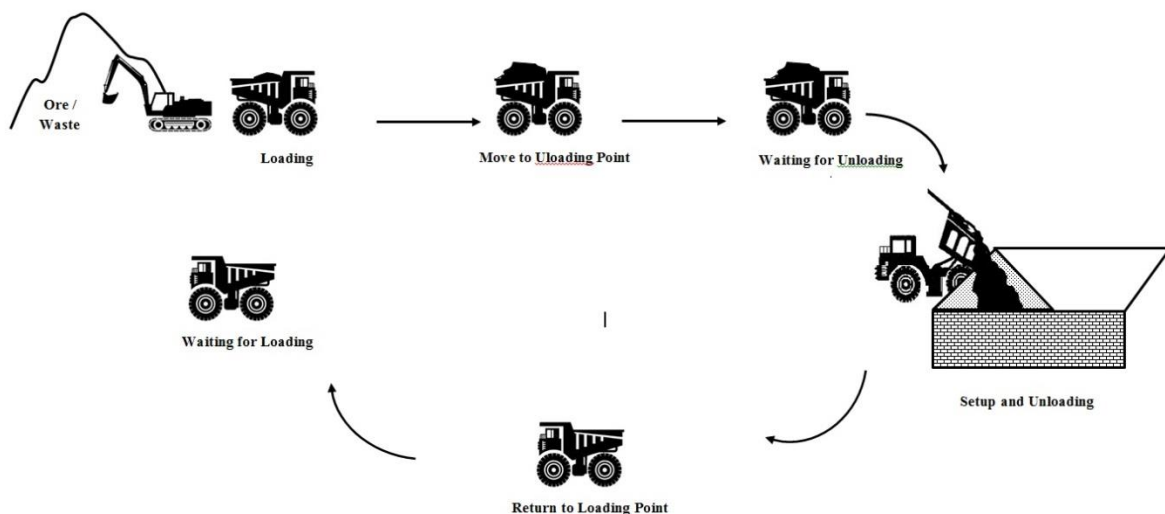 Ore /
Waste
Loading
Move to Uloading Point
Waiting for Unloading
Waiting for Loading
Setup and Unloading
Return to Loading Point